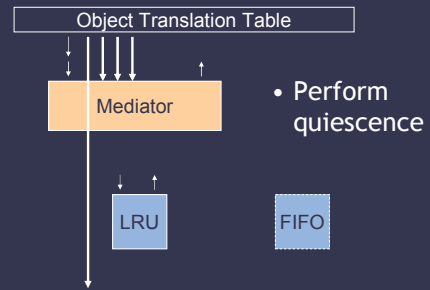 Object Translation Table
Mediator
• Perform
quiescence
LRU
FIFO